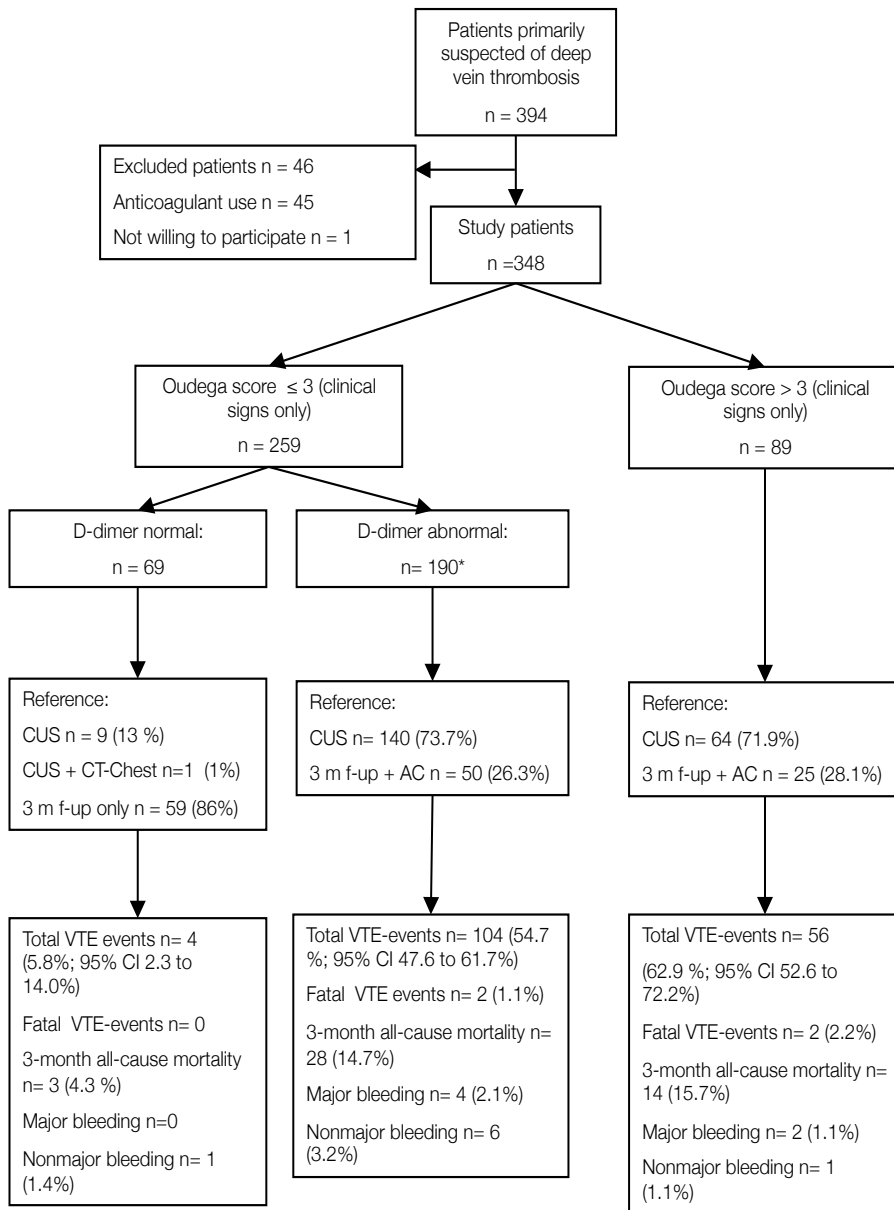 Patients primarily
suspected of deep
vein thrombosis
n = 394
Excluded patients n = 46
Anticoagulant use n = 45
Not willing to participate n = 1
Study patients
n =348
Oudega score ≤ 3 (clinical
signs only)
n = 259
Oudega score > 3 (clinical
signs only)
n = 89
D-dimer normal:
n = 69
D-dimer abnormal:
n= 190*
Reference:
CUS n = 9 (13 %)
CUS + CT-Chest n=1 (1%)
3 m f-up only n = 59 (86%)
Reference:
CUS n= 140 (73.7%)
3 m f-up + AC n = 50 (26.3%)
Reference:
CUS n= 64 (71.9%)
3 m f-up + AC n = 25 (28.1%)
Total VTE events n= 4
(5.8%; 95% CI 2.3 to
14.0%)
Fatal VTE-events n= 0
3-month all-cause mortality
n= 3 (4.3 %)
Major bleeding n=0
Nonmajor bleeding n= 1
(1.4%)
Total VTE-events n= 104 (54.7
%; 95% CI 47.6 to 61.7%)
Fatal VTE events n= 2 (1.1%)
3-month all-cause mortality n=
28 (14.7%)
Major bleeding n= 4 (2.1%)
Nonmajor bleeding n= 6
(3.2%)
Total VTE-events n= 56
(62.9 %; 95% CI 52.6 to
72.2%)
Fatal VTE-events n= 2 (2.2%)
3-month all-cause mortality n=
14 (15.7%)
Major bleeding n= 2 (1.1%)
Nonmajor bleeding n= 1
(1.1%)